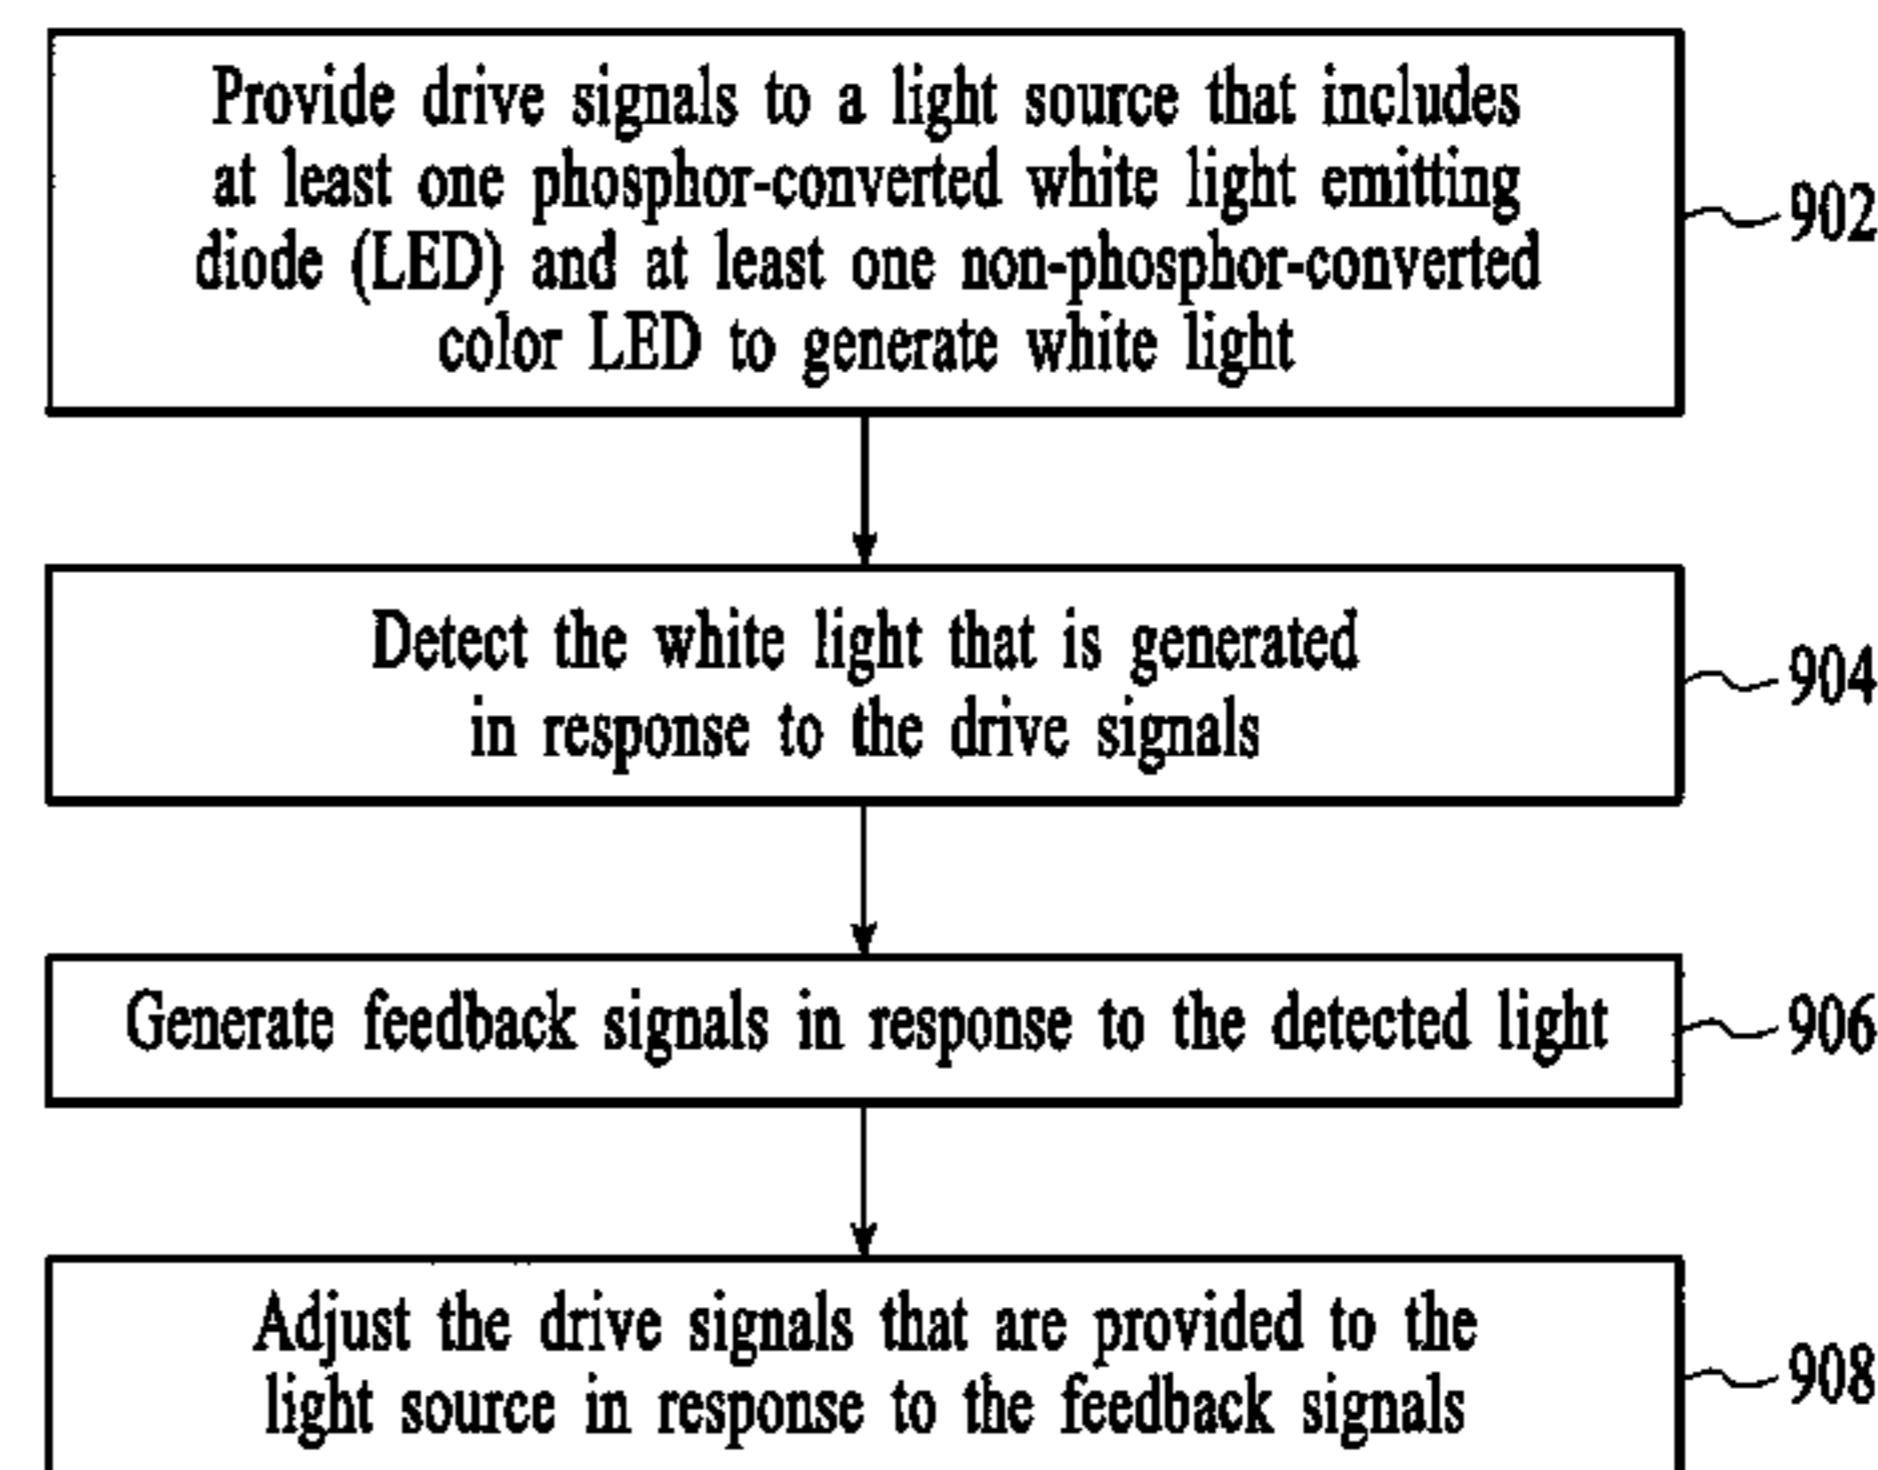 Provide drive signals to a light source that includes
at least one phosphor-converted white light emitting
diode (LED) and at least one non-phosphor-converted
color LED to generate white light
902
Detect the white light that is generated
in response to the drive signals
904
Generate feedback signals in response to the detected light
906
Adjust the drive signals that are provided to the
light source in response to the feedback signals
908